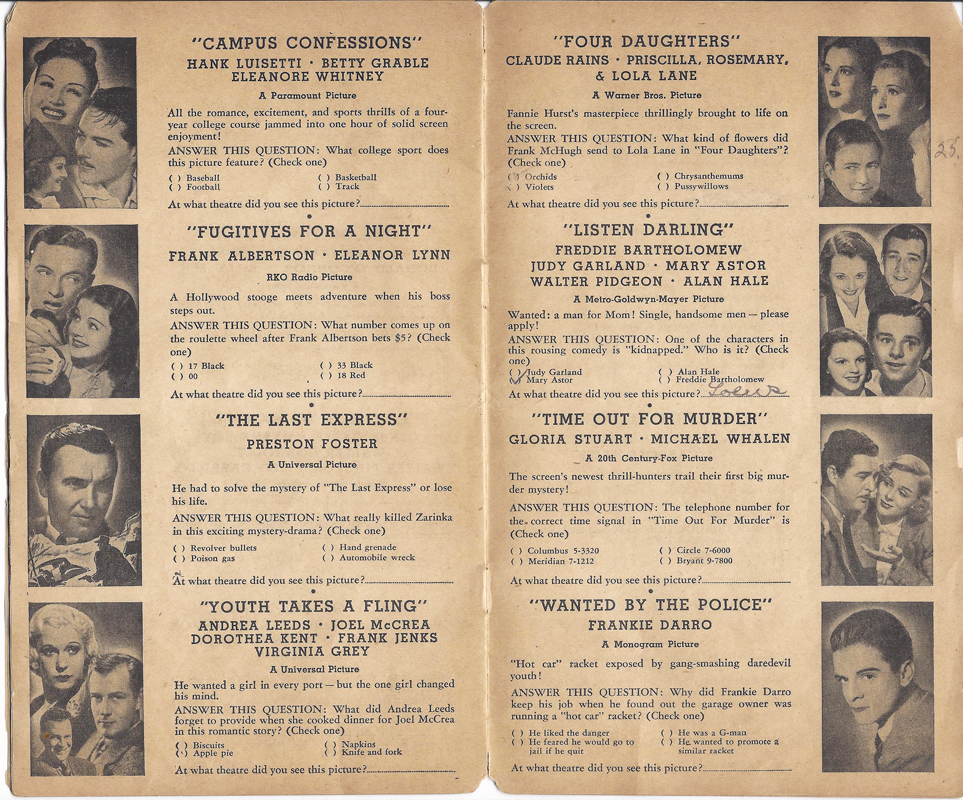 "CAMPUS CONFESSIONS"
HANK LUISETTI · BETTY GRABLE
ELEANORE WHITNEY
A Paramount Picture
All the romance, excitement, and sports thrills of a four-
year college course jammed into one hour of solid screen
enjoyment!
ANSWER THIS QUESTION: What college sport does
this picture feature? (Check one)
( ) Baseball ( ) Basketball
( ) Football ( ) Track
At what theatre did you see this picture?
"FUGITIVES FOR A NIGHT"
FRANK ALBERTSON · ELEANOR LYNN
RKO Radio Picture
A Hollywood stooge meets adventure when his boss
steps out.
ANSWER THIS QUESTION: What number comes up on
the roulette wheel after Frank Albertson bets $5? (Check
one)
( ) 17 Black ( ) 33 Black
( ) 00 ( ) 18 Red
At what theatre did you see this picture?
"THE LAST EXPRESS"
PRESTON FOSTER
A Universal Picture
He had to solve the mystery of "The Last Express" or lose
his life.
ANSWER THIS QUESTION: What really killed Zarinka
in this exciting mystery-drama? (Check one)
( ) Revolver bullets ( ) Hand grenade
( ) Poison gas ( ) Automobile wreck
At what theatre did you see this picture?
"YOUTH TAKES A FLING"
ANDREA LEEDS · JOEL McCREA
DOROTHEA KENT · FRANK JENKS
VIRGINIA GREY
A Universal Picture
He wanted a girl in every port — but the one girl changed
his mind.
ANSWER THIS QUESTION: What did Andrea Leeds
forget to provide when she cooked dinner for Joel McCrea
in this romantic story? (Check one)
( ) Biscuits ( ) Napkins
( ) Apple pie ( ) Knife and fork
At what theatre did you see this picture?
"FOUR DAUGHTERS"
CLAUDE RAINS · PRISCILLA, ROSEMARY,
& LOLA LANE
A Warner Bros. Picture
Fannie Hurst's masterpiece thrillingly brought to life on
the screen.
ANSWER THIS QUESTION: What kind of flowers did
Frank McHugh send to Lola Lane in "Four Daughters"?
(Check one)
( ) Orchids ( ) Chrysanthemums
( ) Violets ( ) Pussywillows
At what theatre did you see this picture?
25.
"LISTEN DARLING"
FREDDIE BARTHOLOMEW
JUDY GARLAND · MARY ASTOR
WALTER PIDGEON · ALAN HALE
A Metro-Goldwyn-Mayer Picture
Wanted: a man for Mom! Single, handsome men — please
apply!
ANSWER THIS QUESTION: One of the characters in
this rousing comedy is "kidnapped." Who is it? (Check
one)
( ) Judy Garland ( ) Alan Hale
(✓) Mary Astor ( ) Freddie Bartholomew
At what theatre did you see this picture? Loew's
"TIME OUT FOR MURDER"
GLORIA STUART · MICHAEL WHALEN
A 20th Century-Fox Picture
The screen's newest thrill-hunters trail their first big mur-
der mystery!
ANSWER THIS QUESTION: The telephone number for
the correct time signal in "Time Out For Murder" is
(Check one)
( ) Columbus 5-3320 ( ) Circle 7-6000
( ) Meridian 7-1212 ( ) Bryant 9-7800
At what theatre did you see this picture?
"WANTED BY THE POLICE"
FRANKIE DARRO
A Monogram Picture
"Hot car" racket exposed by gang-smashing daredevil
youth!
ANSWER THIS QUESTION: Why did Frankie Darro
keep his job when he found out the garage owner was
running a "hot car" racket? (Check one)
( ) He liked the danger ( ) He was a G-man
( ) He feared he would go to ( ) He wanted to promote a
jail if he quit similar racket
At what theatre did you see this picture?